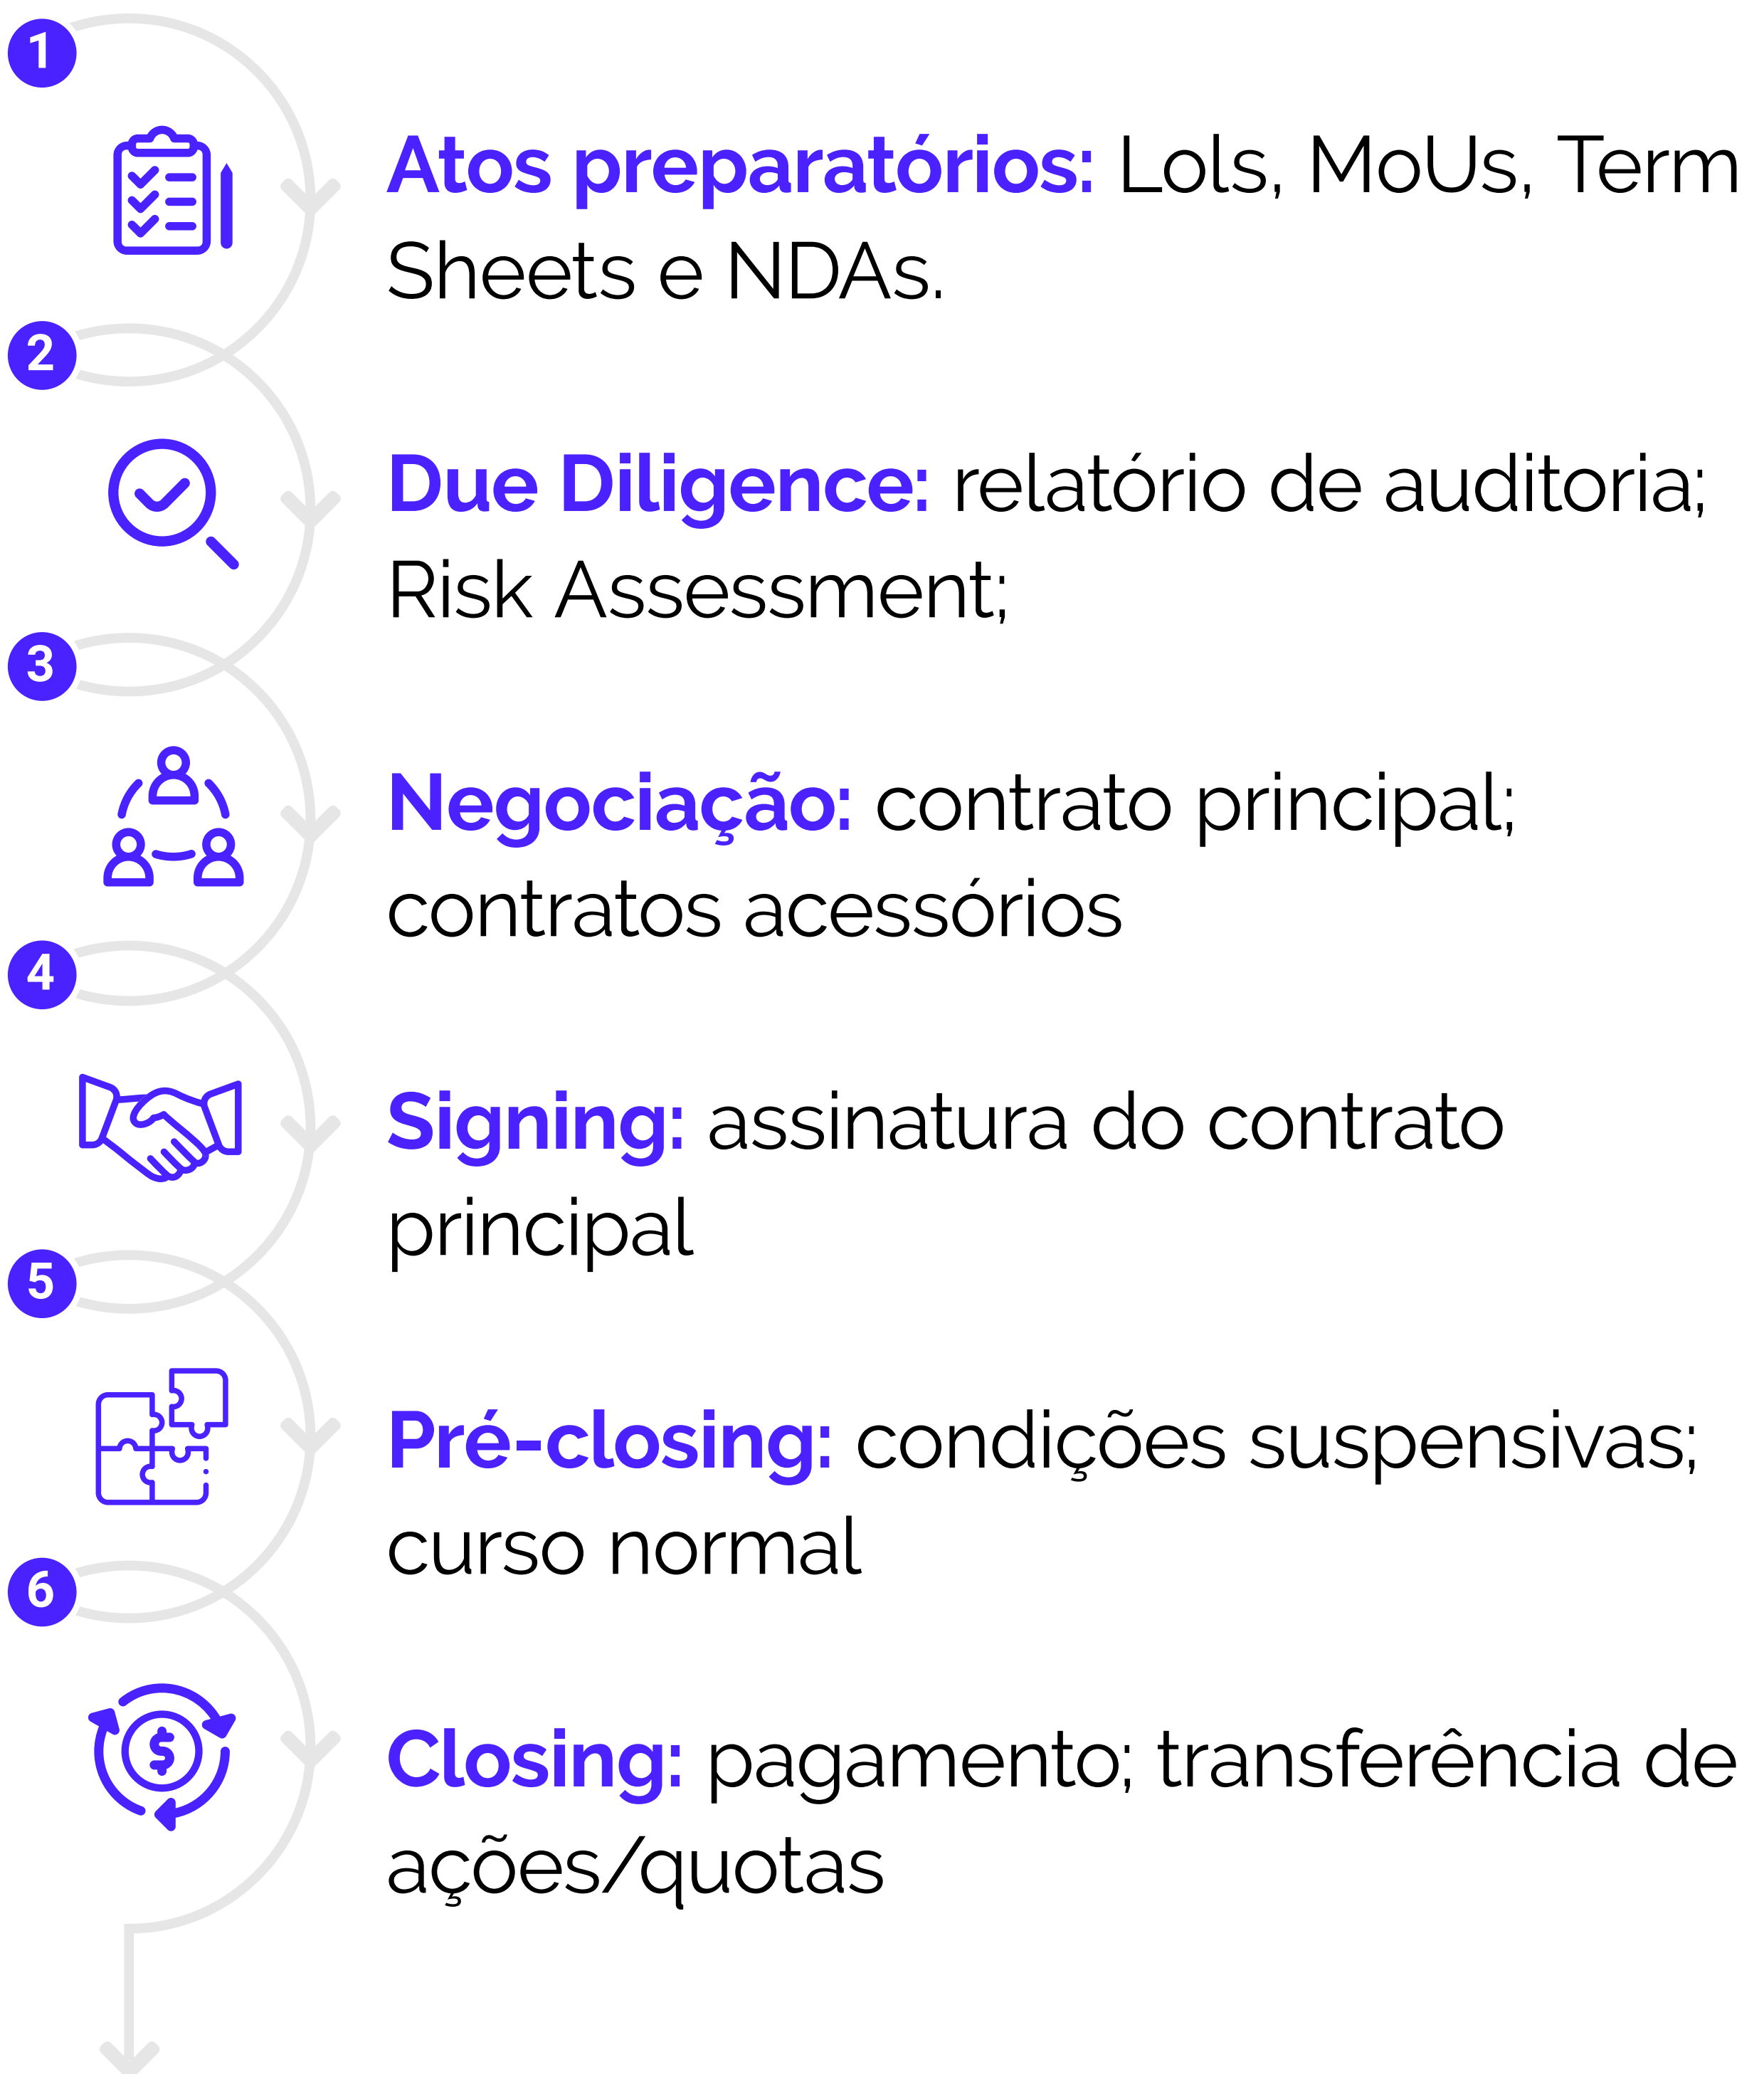 1
Atos preparatórios: LoIs, MoUs, Term
Sheets e NDAs.
2
Due Diligence: relatório de auditoria;
Risk Assessment;
3
Negociação: contrato principal;
contratos acessórios
4
Signing: assinatura do contrato
principal
5
Pré-closing: condições suspensivas;
curso normal
6
$
Closing: pagamento; transferência de
ações/quotas